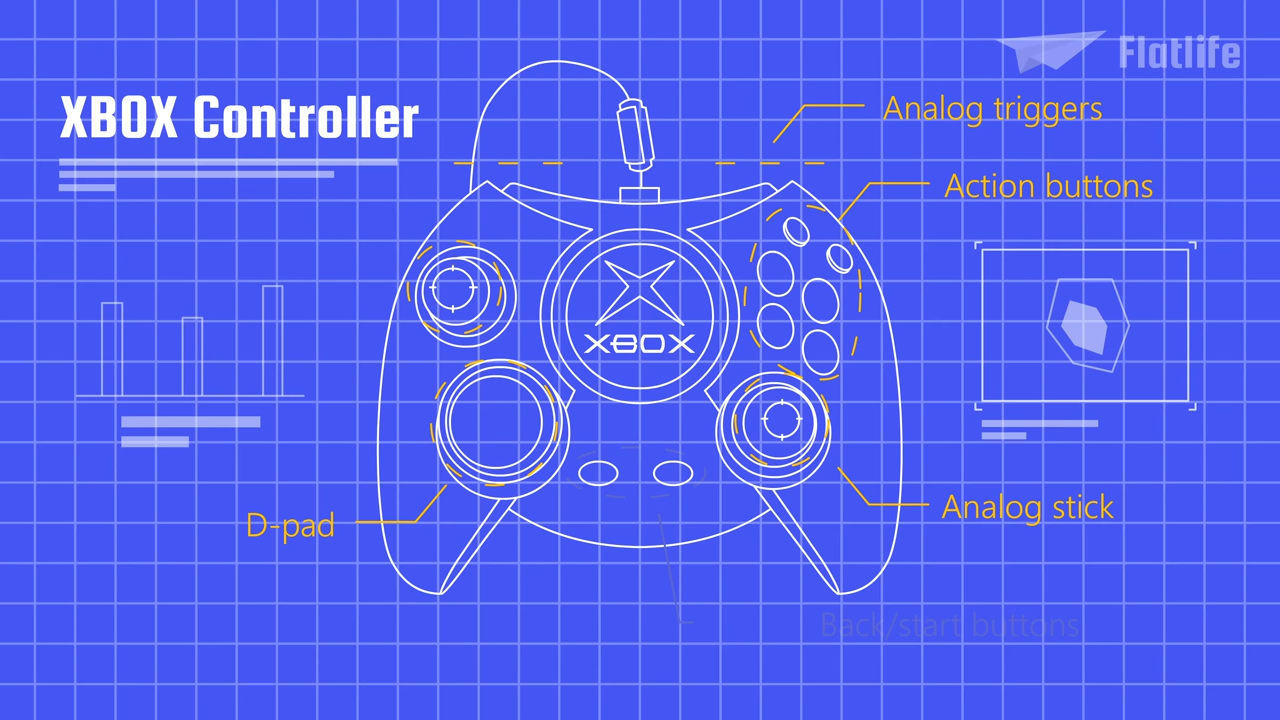 Flatlife
XBOX Controller
Analog triggers
Action buttons
XBOX
Analog stick
D-pad
Back/start buttons